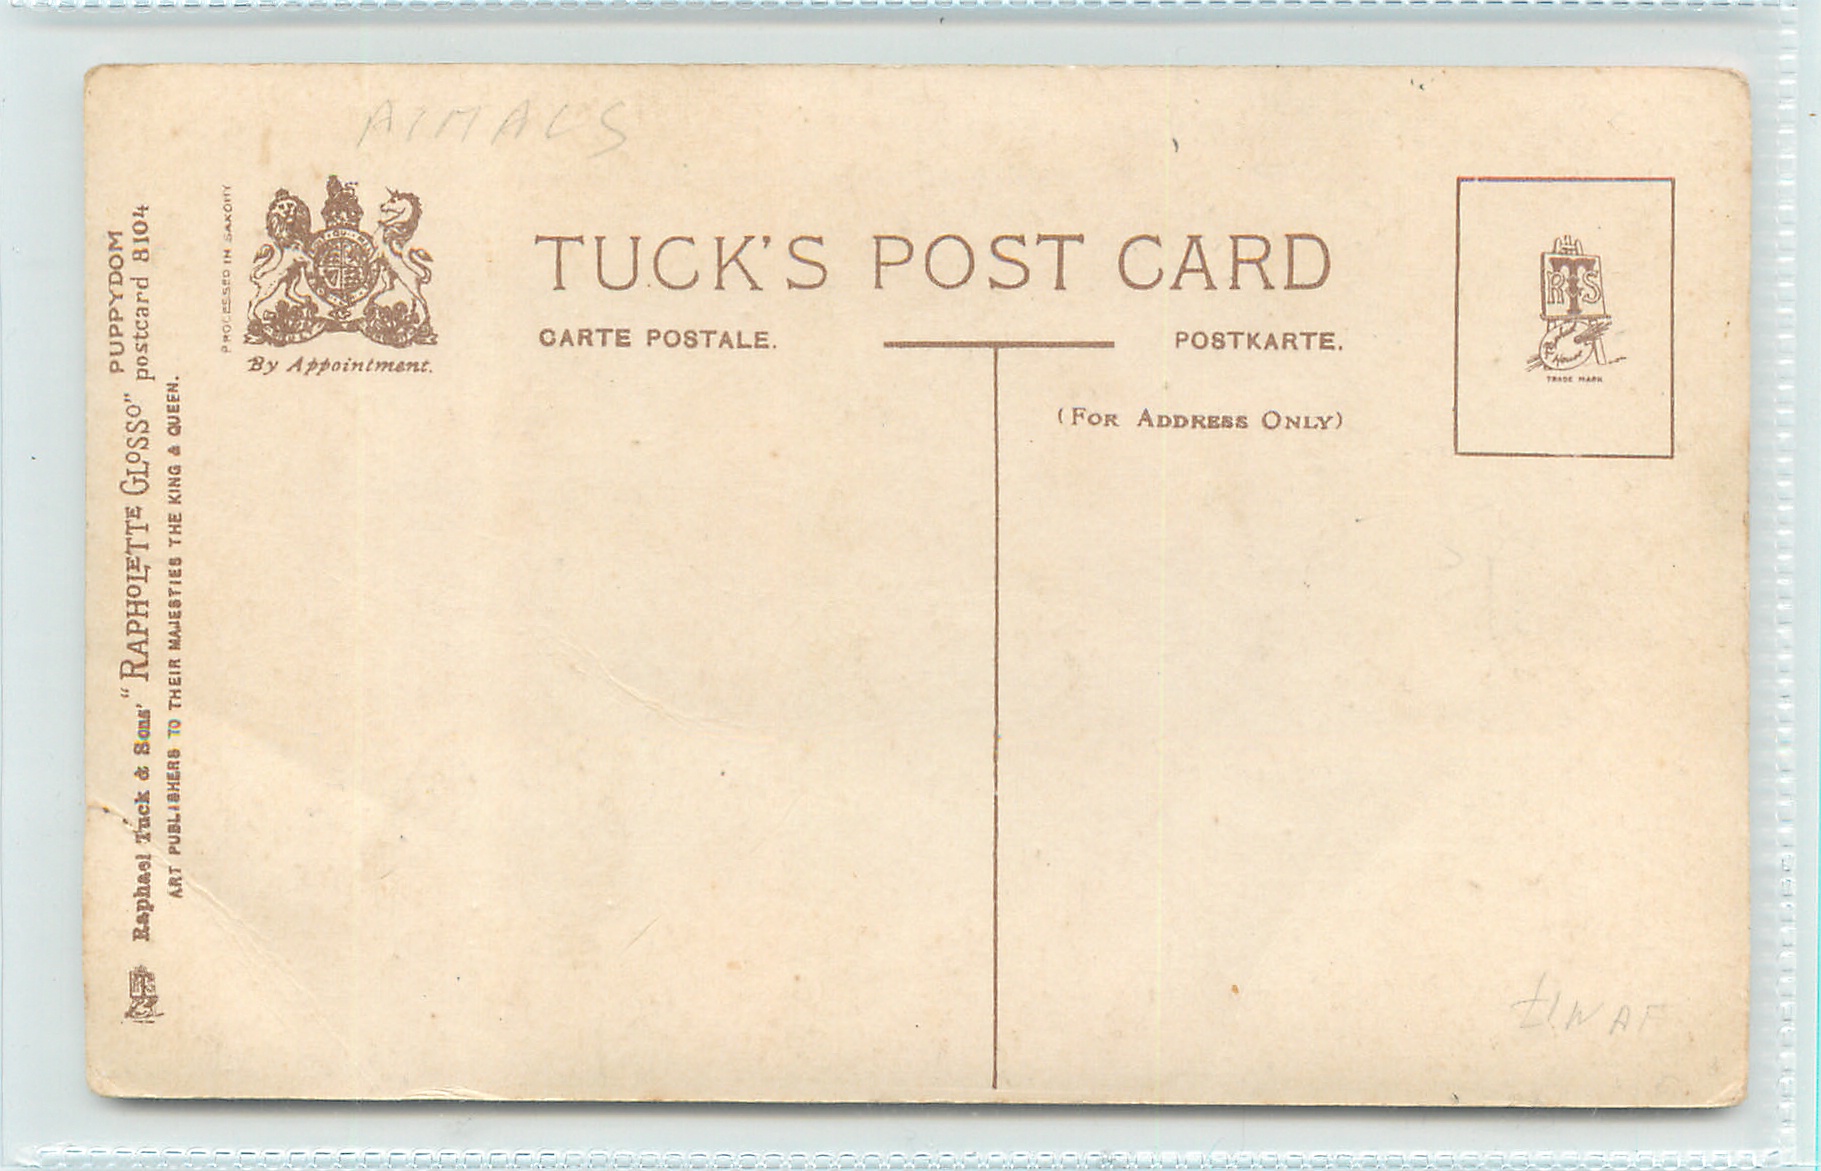 AIMALS
PUPPYDOM
Raphael Tuck & Sons' "RAPHOLETTE GLOSSO" postcard 8104
ART PUBLISHERS TO THEIR MAJESTIES THE KING & QUEEN.
PROCESSED IN SAXONY
By Appointment.
TUCK'S POST CARD
CARTE POSTALE.
POSTKARTE.
(FOR ADDRESS ONLY)
RTS
TRADE MARK